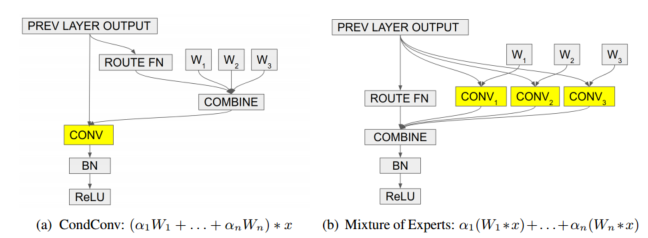 PREV LAYER OUTPUT
ROUTE FN
W1
W2
W3
COMBINE
CONV
BN
ReLU
(a) CondConv: (α1W1 + . . . + αnWn) ∗ x
PREV LAYER OUTPUT
W1
W2
W3
ROUTE FN
CONV1
CONV2
CONV3
COMBINE
BN
ReLU
(b) Mixture of Experts: α1(W1∗x)+. . .+αn(Wn∗x)